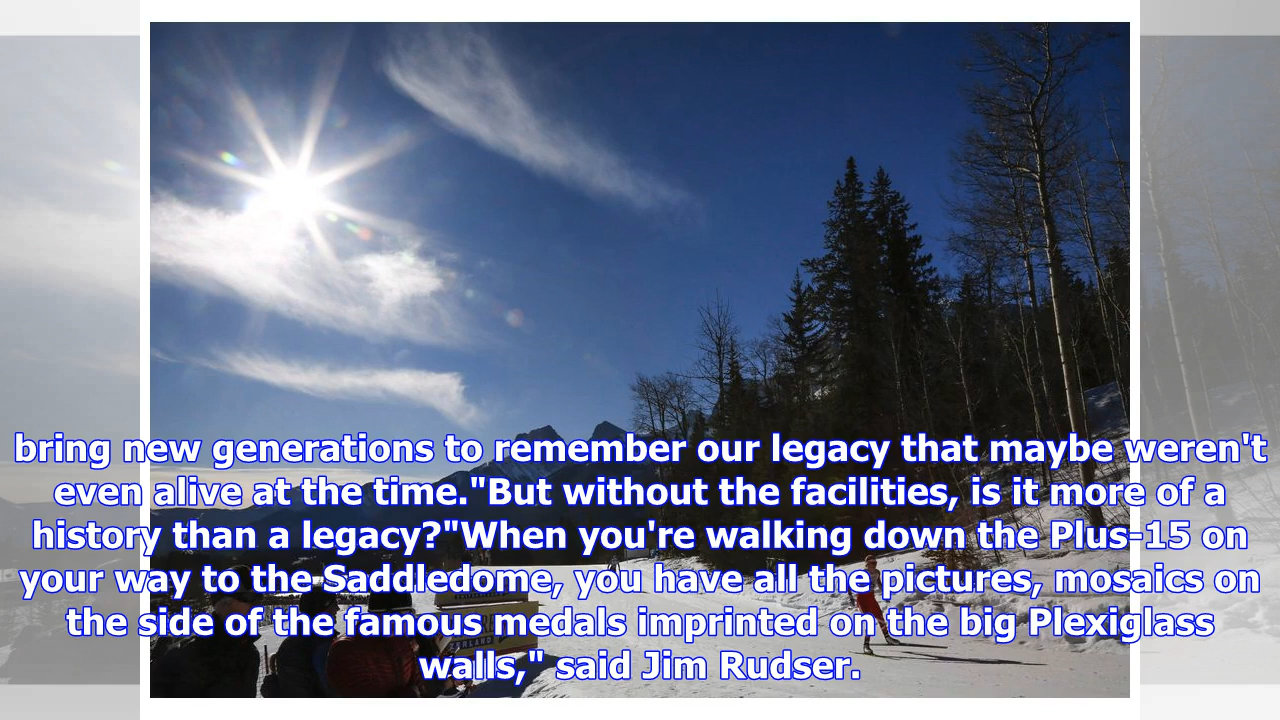 bring new generations to remember our legacy that maybe weren't
even alive at the time."But without the facilities, is it more of a
history than a legacy?"When you're walking down the Plus-15 on
your way to the Saddledome, you have all the pictures, mosaics on
the side of the famous medals imprinted on the big Plexiglass
walls," said Jim Rudser.